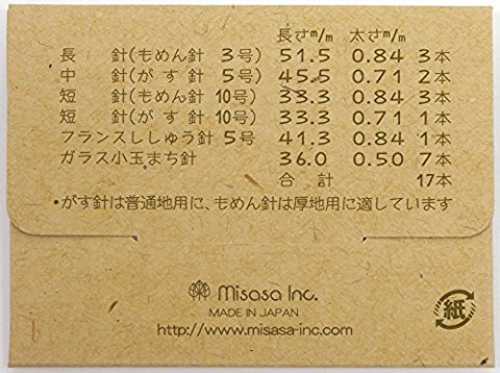 長さm/m 太さm/m
長 針(もめん針 3号) 51.5 0.84 3本
中 針(がす針 5号) 45.5 0.71 2本
短 針(もめん針 10号) 33.3 0.84 3本
短 針(がす針 10号) 33.3 0.71 1本
フランスししゅう針 5号 41.3 0.84 1本
ガラス小玉まち針 36.0 0.50 7本
合計 17本
・がす針は普通地用に、もめん針は厚地用に適しています
misasa Inc.
MADE IN JAPAN
http://www.misasa-inc.com
紙